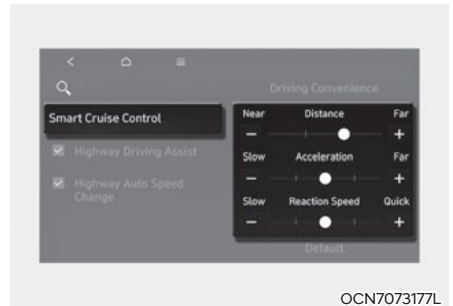 Driving Convenience
Smart Cruise Control
Near Distance Far
Highway Driving Assist
Slow Acceleration Far
Highway Auto Speed
Change
Slow Reaction Speed Quick
Default
OCN7073177L